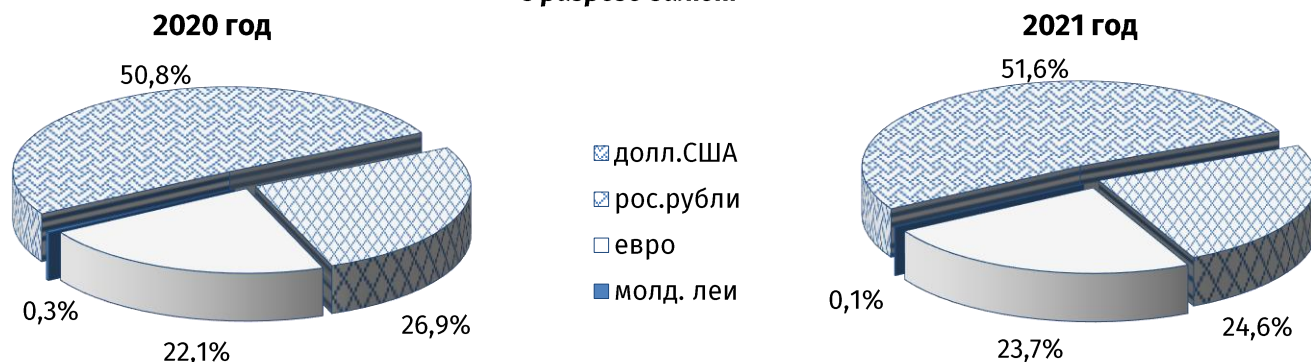 2020 год
2021 год
50,8%
0,3%
22,1%
26,9%
долл.США
рос.рубли
евро
молд. леи
51,6%
0,1%
23,7%
24,6%